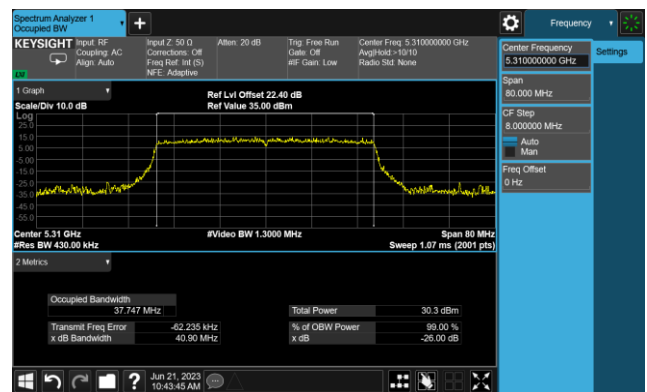 Spectrum Analyzer 1
Occupied BW
+
Frequency
KEYSIGHT
Input: RF
Coupling: AC
Align: Auto
Input Z: 50 Ω
Corrections: Off
Freq Ref: Int (S)
NFE: Adaptive
Atten: 20 dB
Trig: Free Run
Gate: Off
#IF Gain: Low
Center Freq: 5.310000000 GHz
Avg|Hold:>10/10
Radio Std: None
Center Frequency
5.310000000 GHz
Settings
Span
80.000 MHz
CF Step
8.000000 MHz
Auto
Man
Freq Offset
0 Hz
1 Graph
Scale/Div 10.0 dB
Ref Lvl Offset 22.40 dB
Ref Value 35.00 dBm
Log
25.0
15.0
5.00
-5.00
-15.0
-25.0
-35.0
-45.0
-55.0
Center 5.31 GHz
#Res BW 430.00 kHz
#Video BW 1.3000 MHz
Span 80 MHz
Sweep 1.07 ms (2001 pts)
2 Metrics
Occupied Bandwidth
37.747 MHz
Total Power 30.3 dBm
Transmit Freq Error -62.235 kHz
% of OBW Power 99.00 %
x dB Bandwidth 40.90 MHz
x dB -26.00 dB
?
Jun 21, 2023
10:43:45 AM